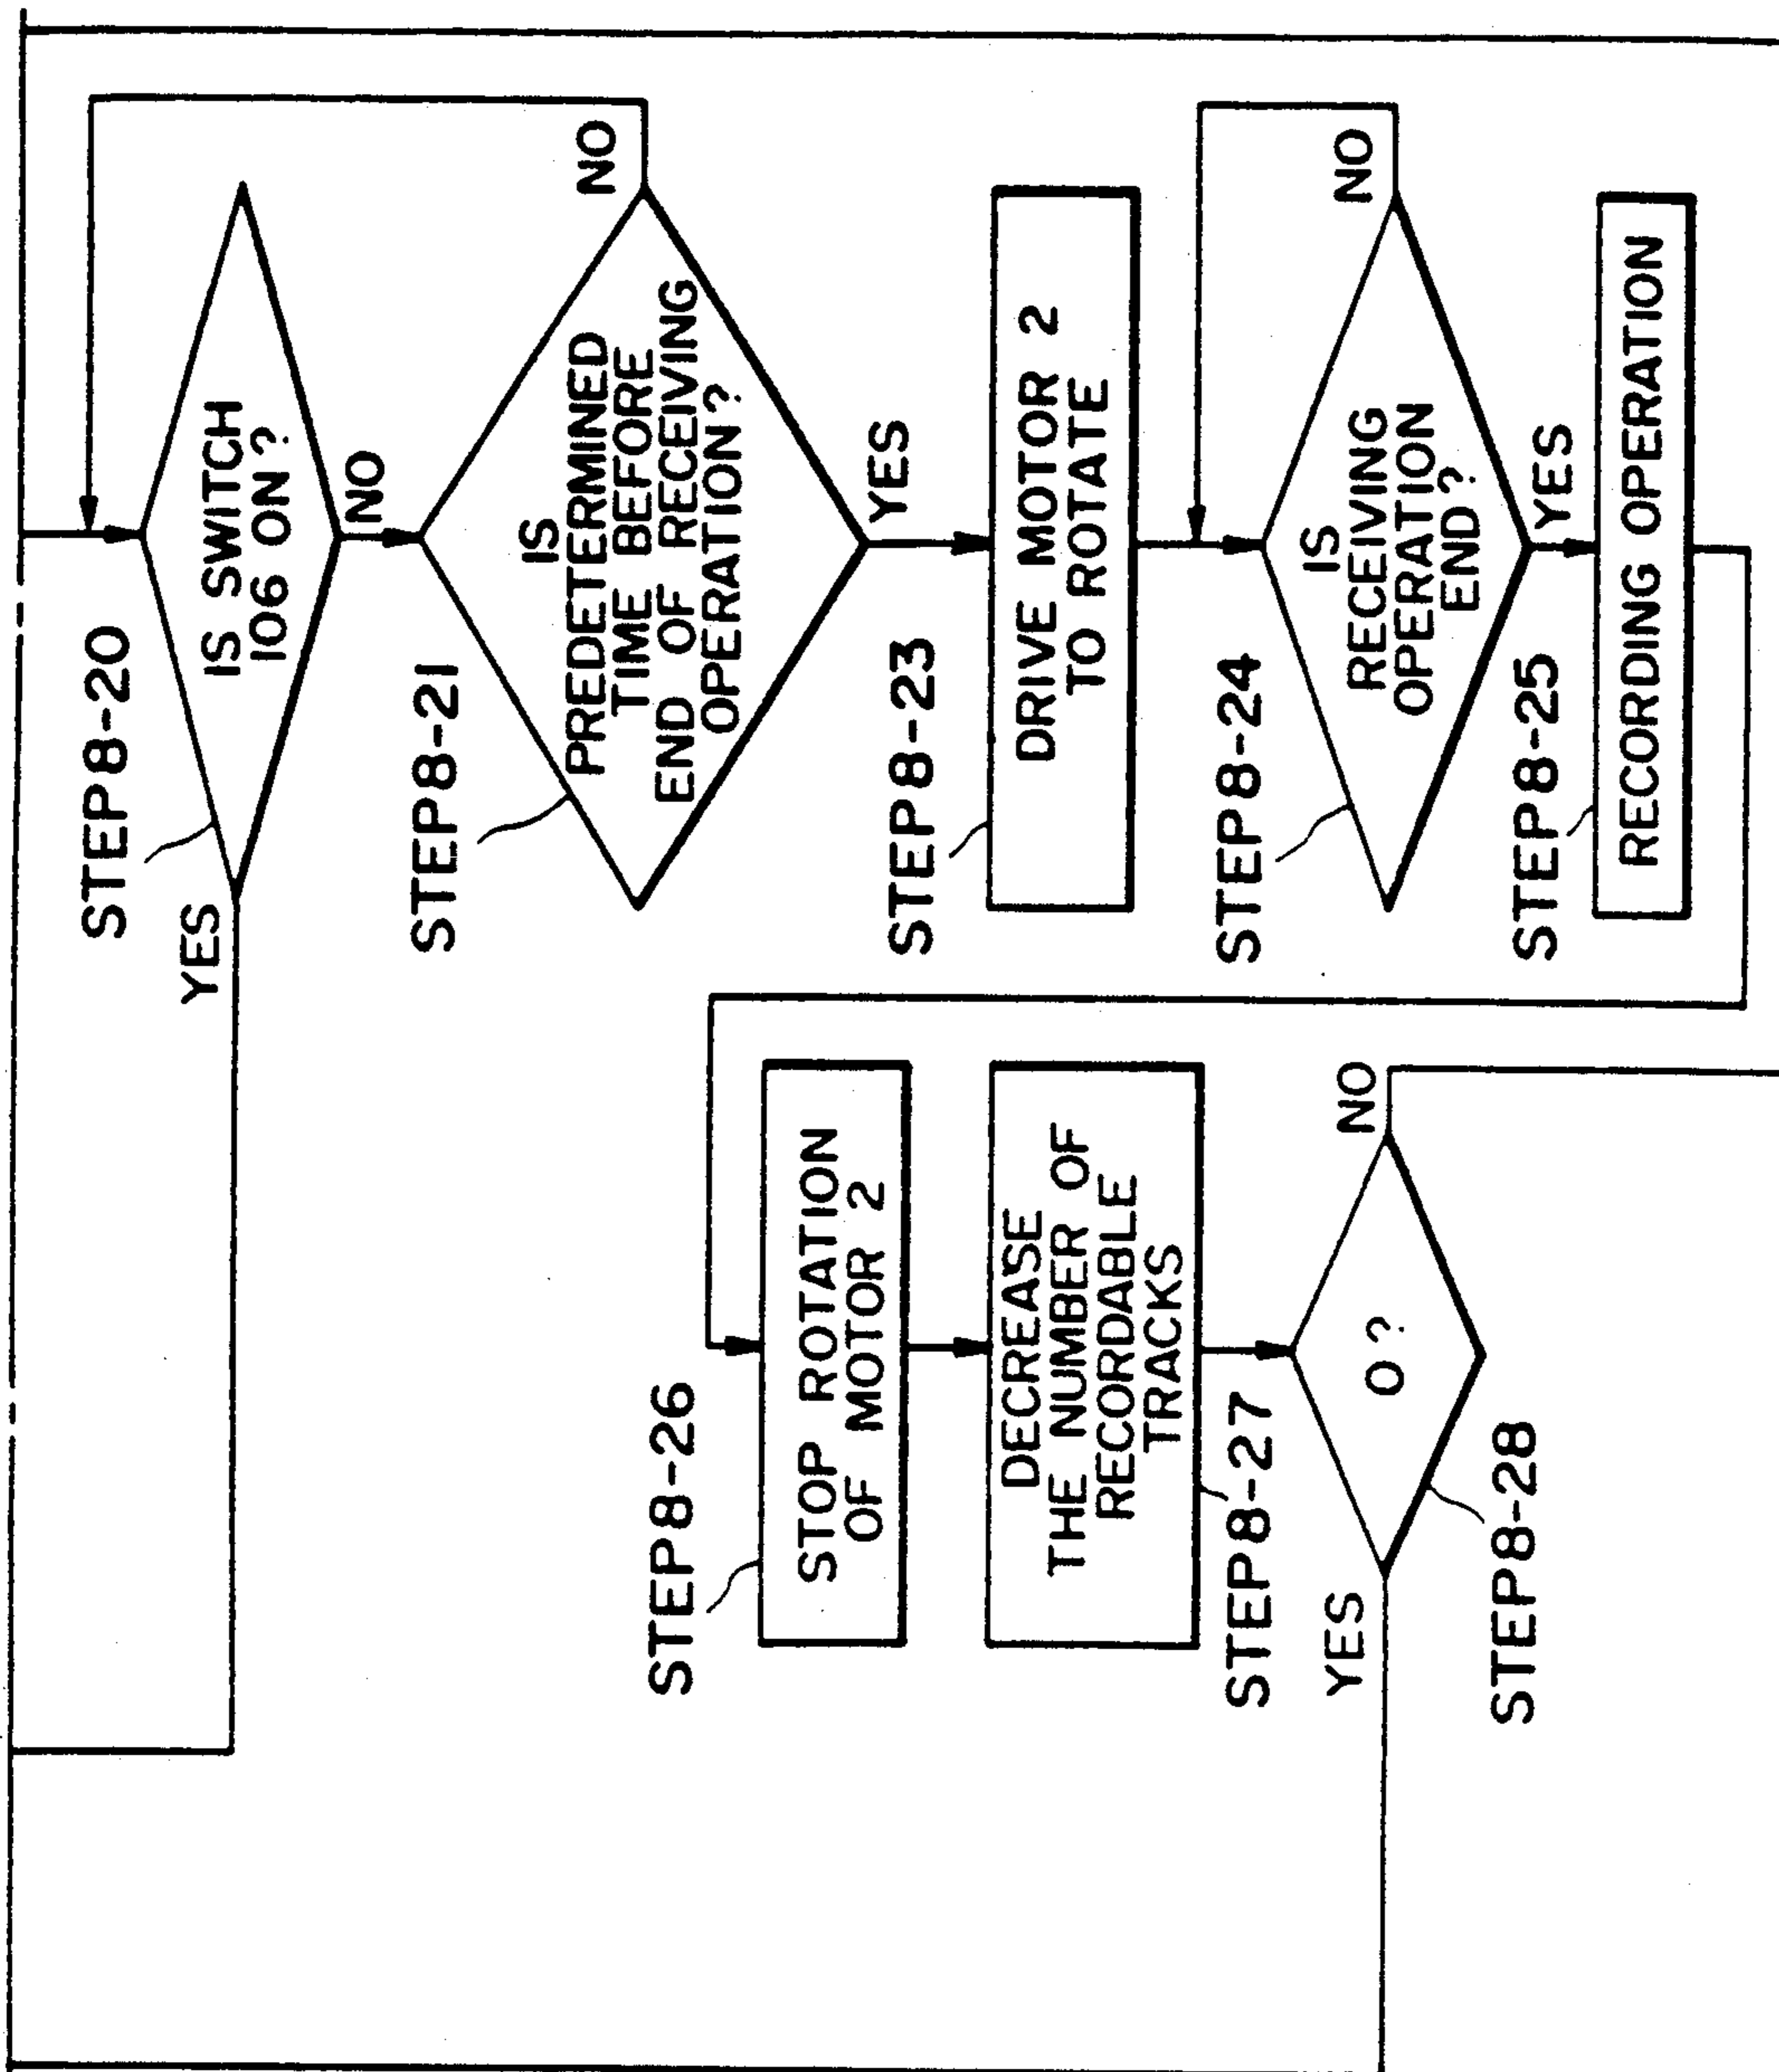 STEP8-20
IS SWITCH
106 ON?
YES
NO
STEP8-21
IS
PREDETERMINED
TIME BEFORE
END OF RECEIVING
OPERATION?
NO
YES
STEP8-23
DRIVE MOTOR 2
TO ROTATE
STEP8-24
IS
RECEIVING
OPERATION
END?
NO
YES
STEP8-25
RECORDING OPERATION
STEP8-26
STOP ROTATION
OF MOTOR 2
DECREASE
THE NUMBER OF
RECORDABLE
TRACKS
STEP8-27
0?
YES
NO
STEP8-28